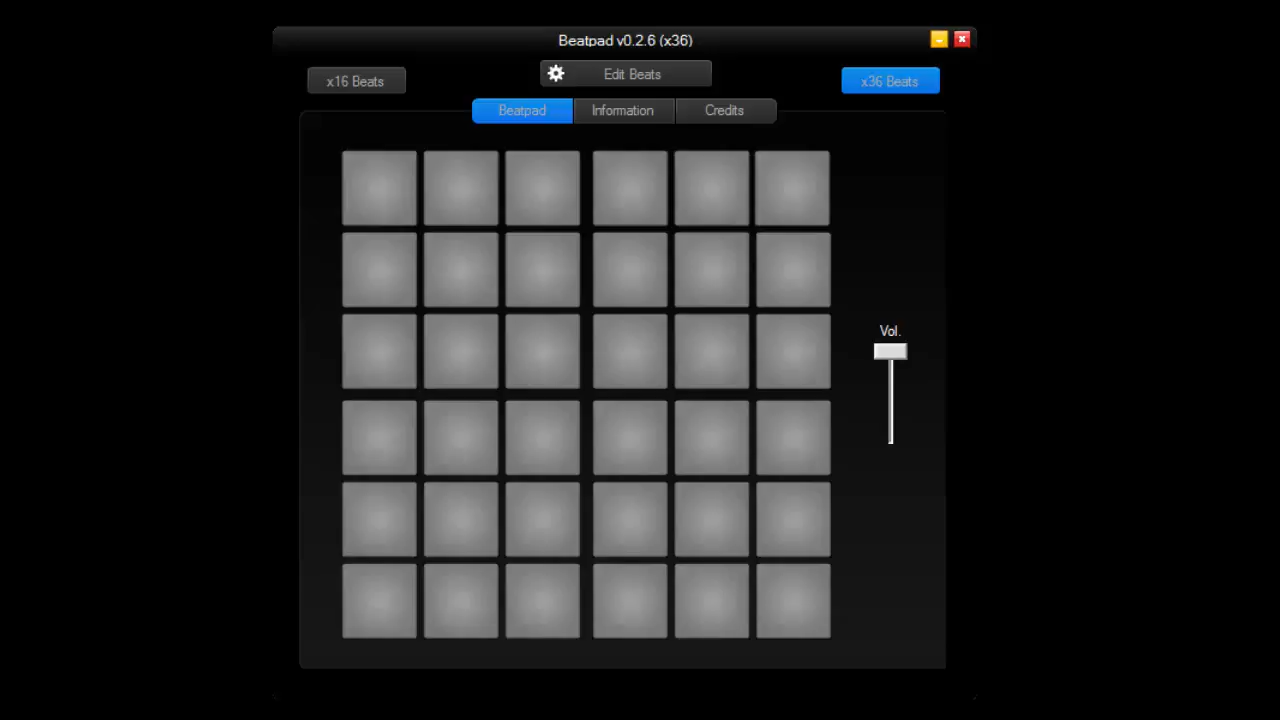 Beatpad v0.2.6 (x36)
x16 Beats
Edit Beats
x36 Beats
Beatpad
Information
Credits
Vol.